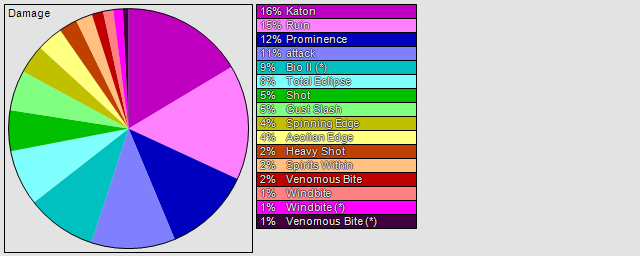 Damage
16% Katon
15% Ruin
12% Prominence
11% attack
9% Bio II (*)
8% Total Eclipse
5% Shot
5% Gust Slash
4% Spinning Edge
4% Aeolian Edge
2% Heavy Shot
2% Spirits Within
2% Venomous Bite
1% Windbite
1% Windbite (*)
1% Venomous Bite (*)